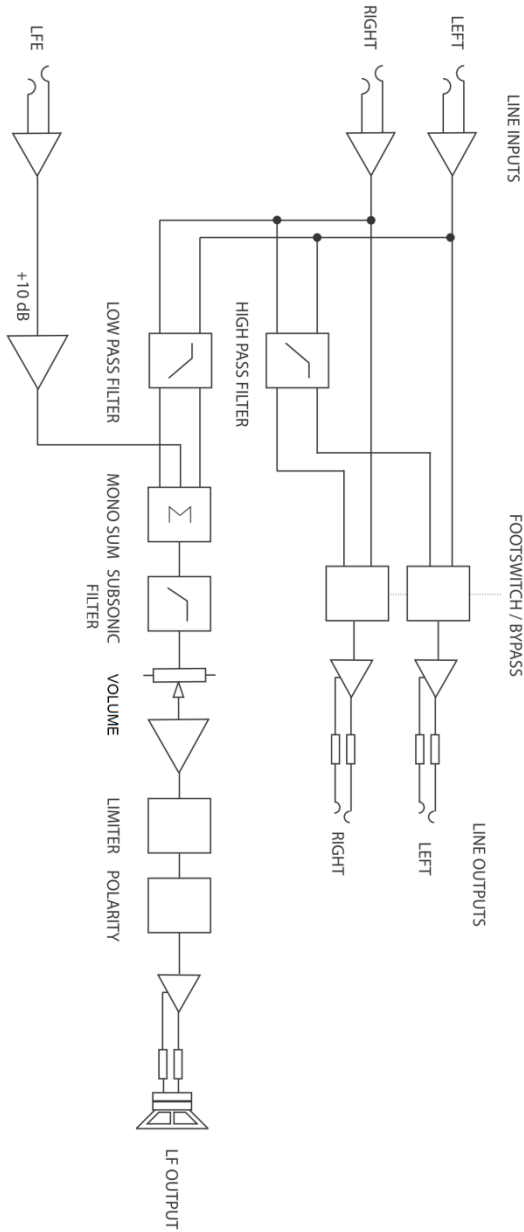 LINE INPUTS
LEFT
RIGHT
LFE
+10 dB
HIGH PASS FILTER
LOW PASS FILTER
FOOTSWITCH / BYPASS
MONO SUM
SUBSONIC
FILTER
VOLUME
LIMITER
POLARITY
LINE OUTPUTS
LEFT
RIGHT
LF OUTPUT
Σ